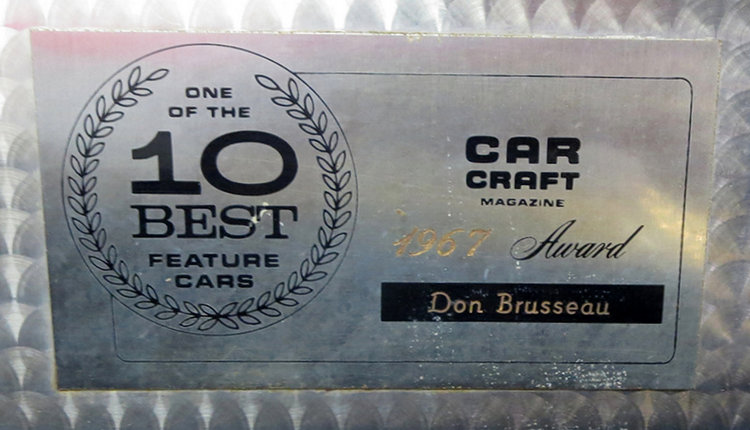 ONE
OF THE
10
BEST
FEATURE
CARS
CAR
CRAFT
MAGAZINE
1967 Award
Don Brusseau